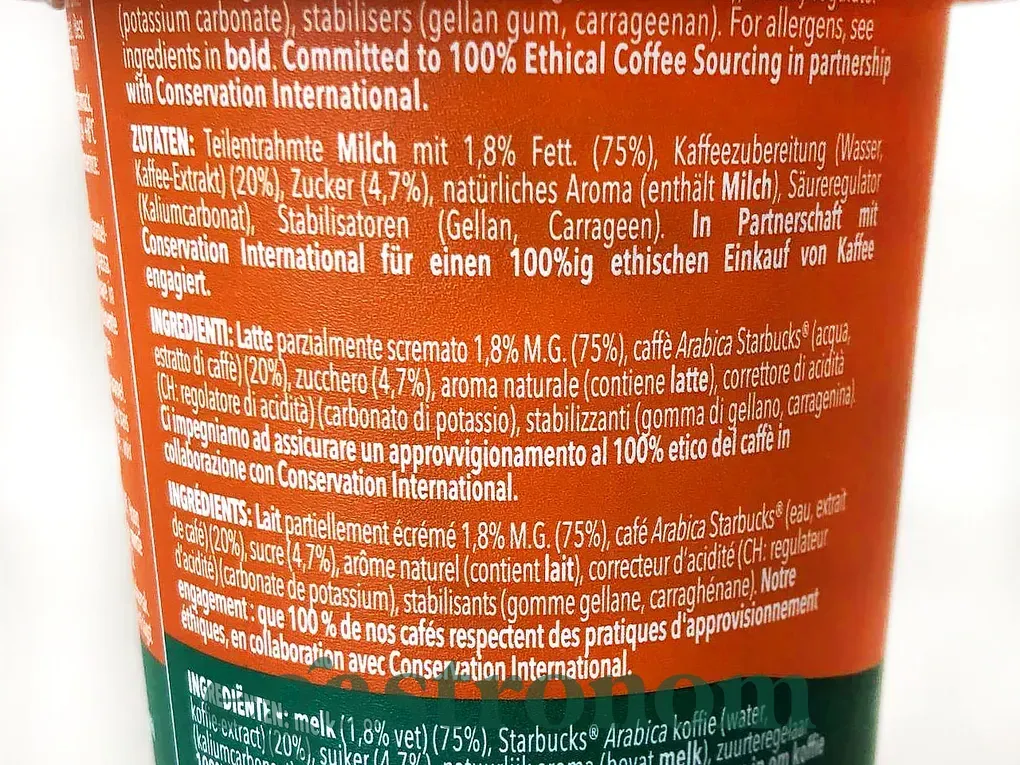 (potassium carbonate), stabilisers (gellan gum, carrageenan). For allergens, see
ingredients in bold. Committed to 100% Ethical Coffee Sourcing in partnership
with Conservation International.
ZUTATEN: Teilentrahmte Milch mit 1,8% Fett. (75%), Kaffeezubereitung (Wasser,
Kaffee-Extrakt) (20%), Zucker (4,7%), natürliches Aroma (enthält Milch), Säureregulator
(Kaliumcarbonat), Stabilisatoren (Gellan, Carrageen). In Partnerschaft mit
Conservation International für einen 100%ig ethischen Einkauf von Kaffee
engagiert.
INGREDIENTI: Latte parzialmente scremato 1,8% M.G. (75%), caffè Arabica Starbucks® (acqua,
estratto di caffè) (20%), zucchero (4,7%), aroma naturale (contiene latte), correttore di acidità
(CH: regolatore di acidità) (carbonato di potassio), stabilizzanti (gomma di gellano, carragenina).
Ci impegniamo ad assicurare un approvvigionamento al 100% etico del caffè in
collaborazione con Conservation International.
INGRÉDIENTS: Lait partiellement écrémé 1,8% M.G. (75%), café Arabica Starbucks® (eau, extrait
de café) (20%), sucre (4,7%), arôme naturel (contient lait), correcteur d'acidité (CH: regulateur
d'acidité) (carbonate de potassium), stabilisants (gomme gellane, carraghénane). Notre
engagement : que 100 % de nos cafés respectent des pratiques d'approvisionnement
éthiques, en collaboration avec Conservation International.
gastronom
INGREDIËNTEN: melk (1,8% vet) (75%), Starbucks® Arabica koffie (water,
koffie-extract) (20%), suiker (4,7%), natuurlijk aroma (bevat melk), zuurteregelaar
(kaliumcarbonaat)